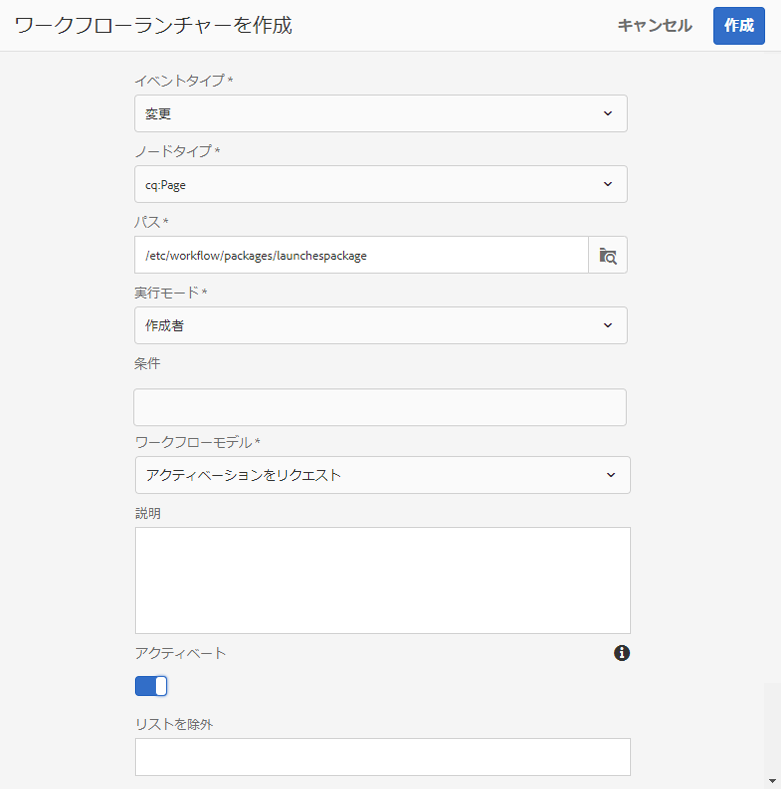 ワークフローランチャーを作成
キャンセル
作成
イベントタイプ *
変更
ノードタイプ *
cq:Page
パス *
/etc/workflow/packages/launchespackage
実行モード *
作成者
条件
ワークフローモデル *
アクティベーションをリクエスト
説明
アクティベート
リストを除外